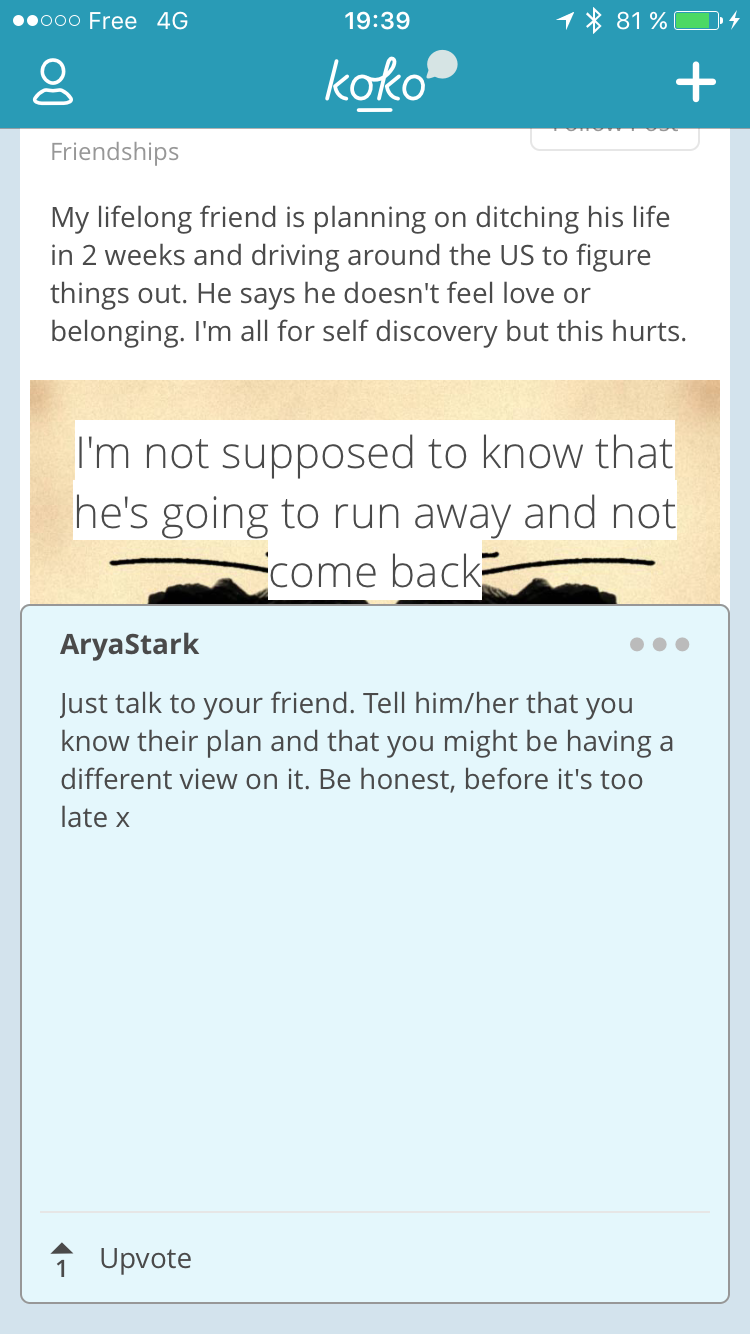 Free 4G 19:39 81 %
koko
Friendships
My lifelong friend is planning on ditching his life
in 2 weeks and driving around the US to figure
things out. He says he doesn't feel love or
belonging. I'm all for self discovery but this hurts.
I'm not supposed to know that
he's going to run away and not
come back
AryaStark
Just talk to your friend. Tell him/her that you
know their plan and that you might be having a
different view on it. Be honest, before it's too
late x
1 Upvote